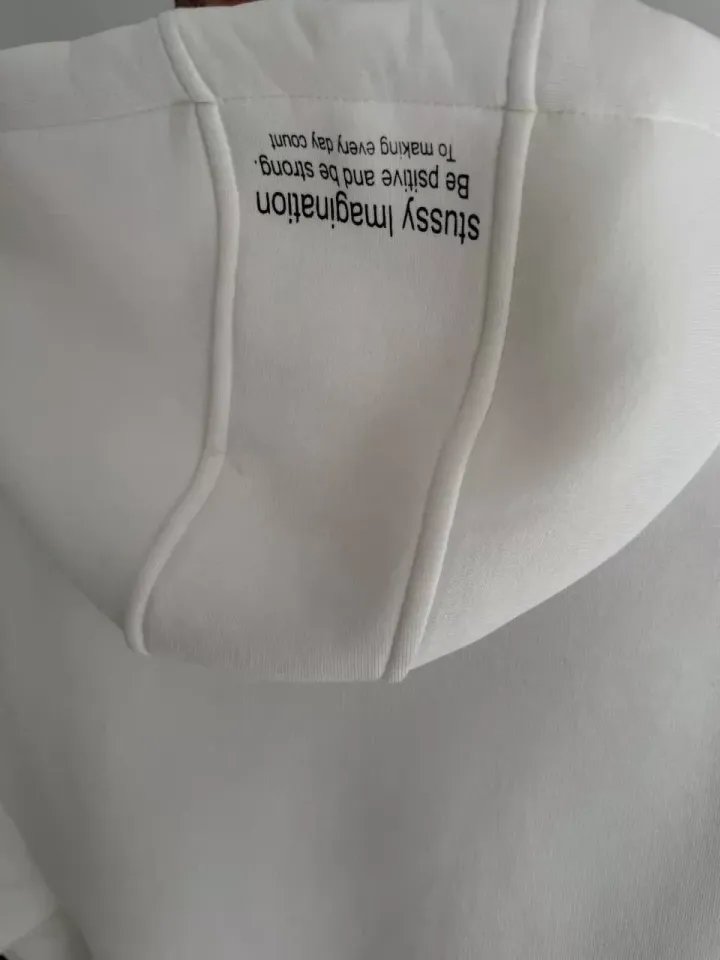 stussy Imagination
Be psitive and be strong.
To making every day count